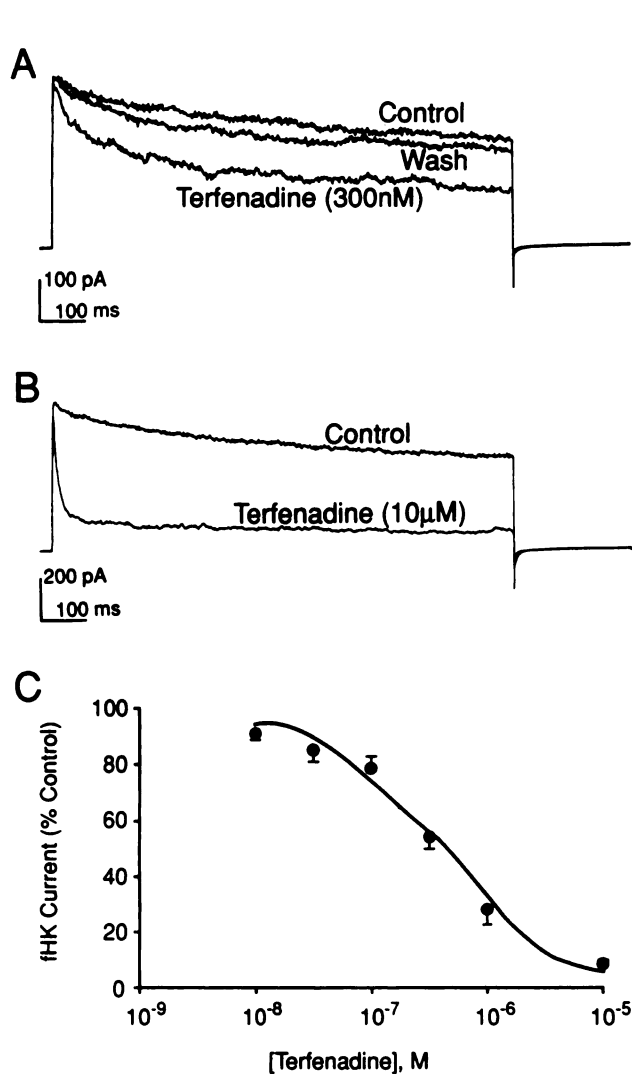 A
Control
Wash
Terfenadine (300nM)
100 pA
100 ms
B
Control
Terfenadine (10μM)
200 pA
100 ms
C
fHK Current (% Control)
100
80
60
40
20
0
10-9
10-8
10-7
10-6
10-5
[Terfenadine], M